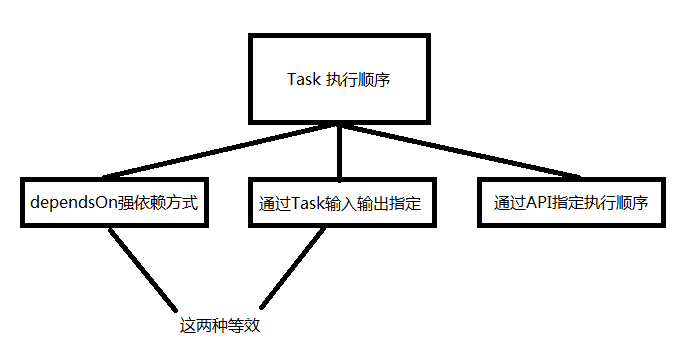 Task 执行顺序
dependsOn强依赖方式
通过Task输入输出指定
通过API指定执行顺序
这两种等效